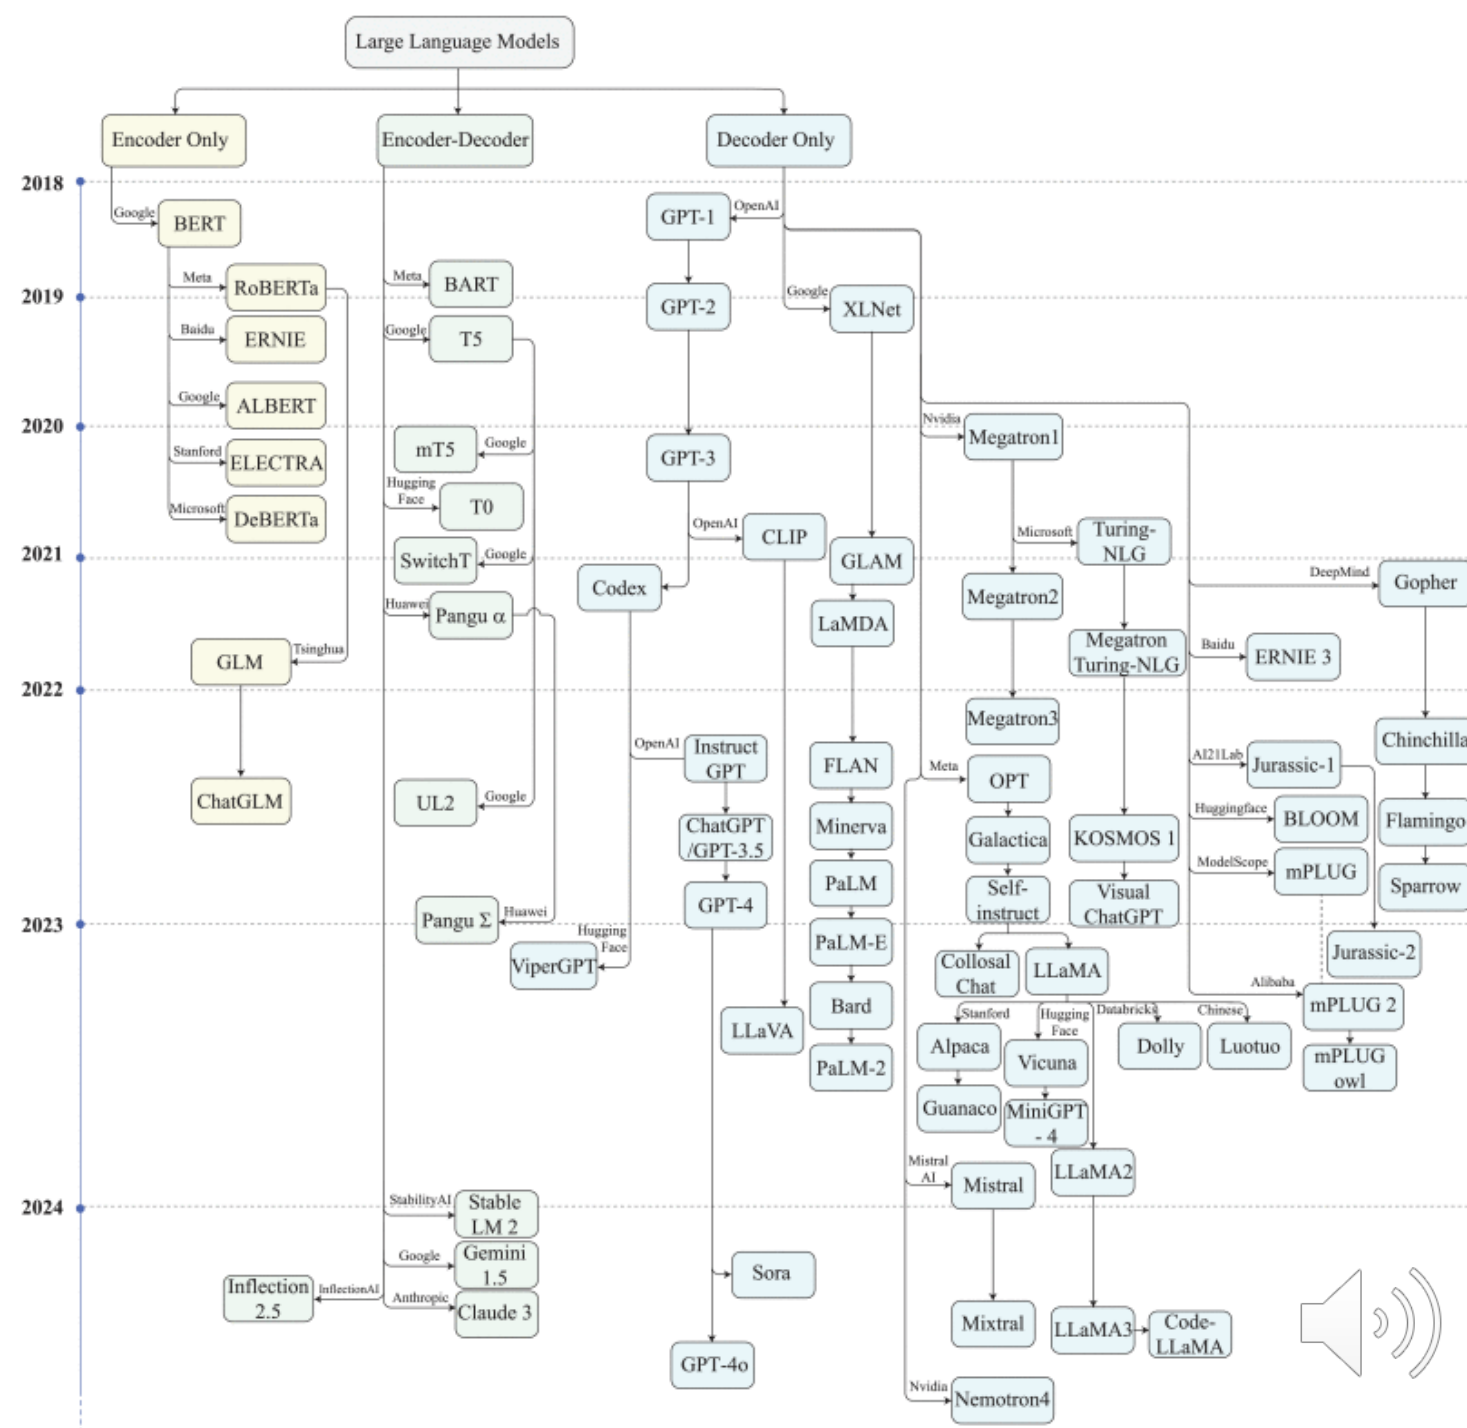 Large Language Models
Encoder Only
Encoder-Decoder
Decoder Only
2018
Google
BERT
GPT-1
OpenAI
Meta
RoBERTa
Meta
BART
2019
GPT-2
Google
XLNet
Baidu
ERNIE
Google
T5
Google
ALBERT
2020
Nvidia
Megatron1
mT5
Google
GPT-3
Stanford
ELECTRA
Hugging
Face
T0
Microsoft
DeBERTa
OpenAI
CLIP
Microsoft
Turing-
NLG
2021
SwitchT
Google
GLAM
DeepMind
Gopher
Codex
Megatron2
Huawei
Pangu α
LaMDA
Tsinghua
GLM
Megatron
Turing-NLG
Baidu
ERNIE 3
2022
Megatron3
OpenAI
Instruct
GPT
FLAN
Meta
OPT
AI21Lab
Jurassic-1
Chinchilla
ChatGLM
UL2
Google
ChatGPT
/GPT-3.5
Minerva
Galactica
KOSMOS 1
Huggingface
BLOOM
Flamingo
ModelScope
mPLUG
PaLM
Self-
instruct
Visual
ChatGPT
Sparrow
GPT-4
Pangu Σ
Huawei
2023
Hugging
Face
ViperGPT
PaLM-E
Collosal
Chat
LLaMA
Jurassic-2
Alibaba
mPLUG 2
Bard
Stanford
Hugging
Face
Databricks
Chinese
LLaVA
Alpaca
Vicuna
Dolly
Luotuo
mPLUG
owl
PaLM-2
Guanaco
MiniGPT
- 4
LLaMA2
Mistral
AI
Mistral
2024
StabilityAI
Stable
LM 2
Google
Gemini
1.5
Sora
Inflection
2.5
InflectionAI
Anthropic
Claude 3
Mixtral
LLaMA3
Code-
LLaMA
GPT-4o
Nvidia
Nemotron4